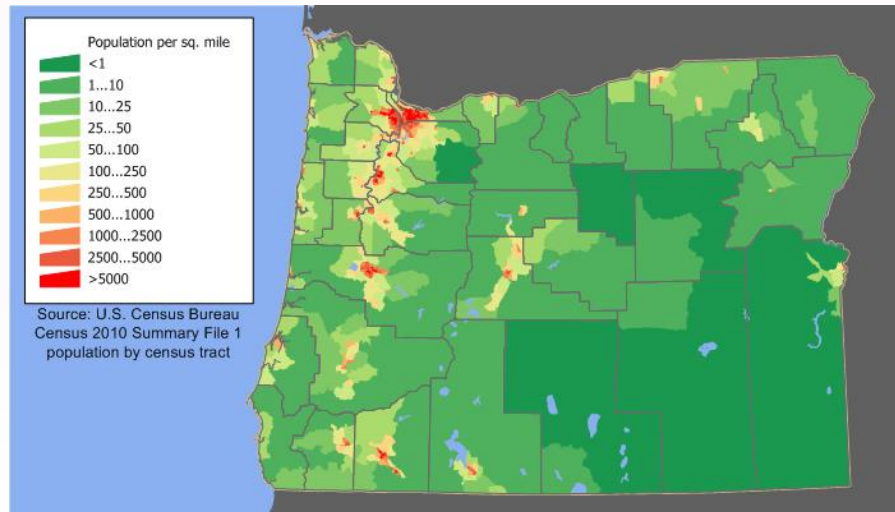 Population per sq. mile
<1
1...10
10...25
25...50
50...100
100...250
250...500
500...1000
1000...2500
2500...5000
>5000
Source: U.S. Census Bureau
Census 2010 Summary File 1
population by census tract